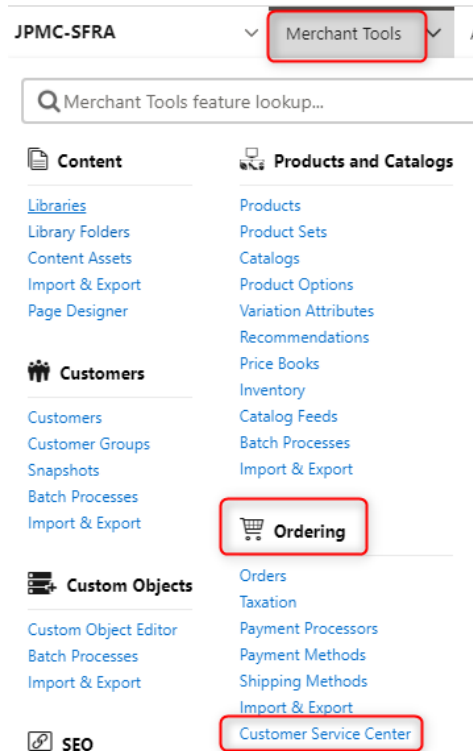 JPMC-SFRA
Merchant Tools
Merchant Tools feature lookup...
Content
Libraries
Library Folders
Content Assets
Import & Export
Page Designer
Customers
Customers
Customer Groups
Snapshots
Batch Processes
Import & Export
Custom Objects
Custom Object Editor
Batch Processes
Import & Export
SEO
Products and Catalogs
Products
Product Sets
Catalogs
Product Options
Variation Attributes
Recommendations
Price Books
Inventory
Catalog Feeds
Batch Processes
Import & Export
Ordering
Orders
Taxation
Payment Processors
Payment Methods
Shipping Methods
Import & Export
Customer Service Center